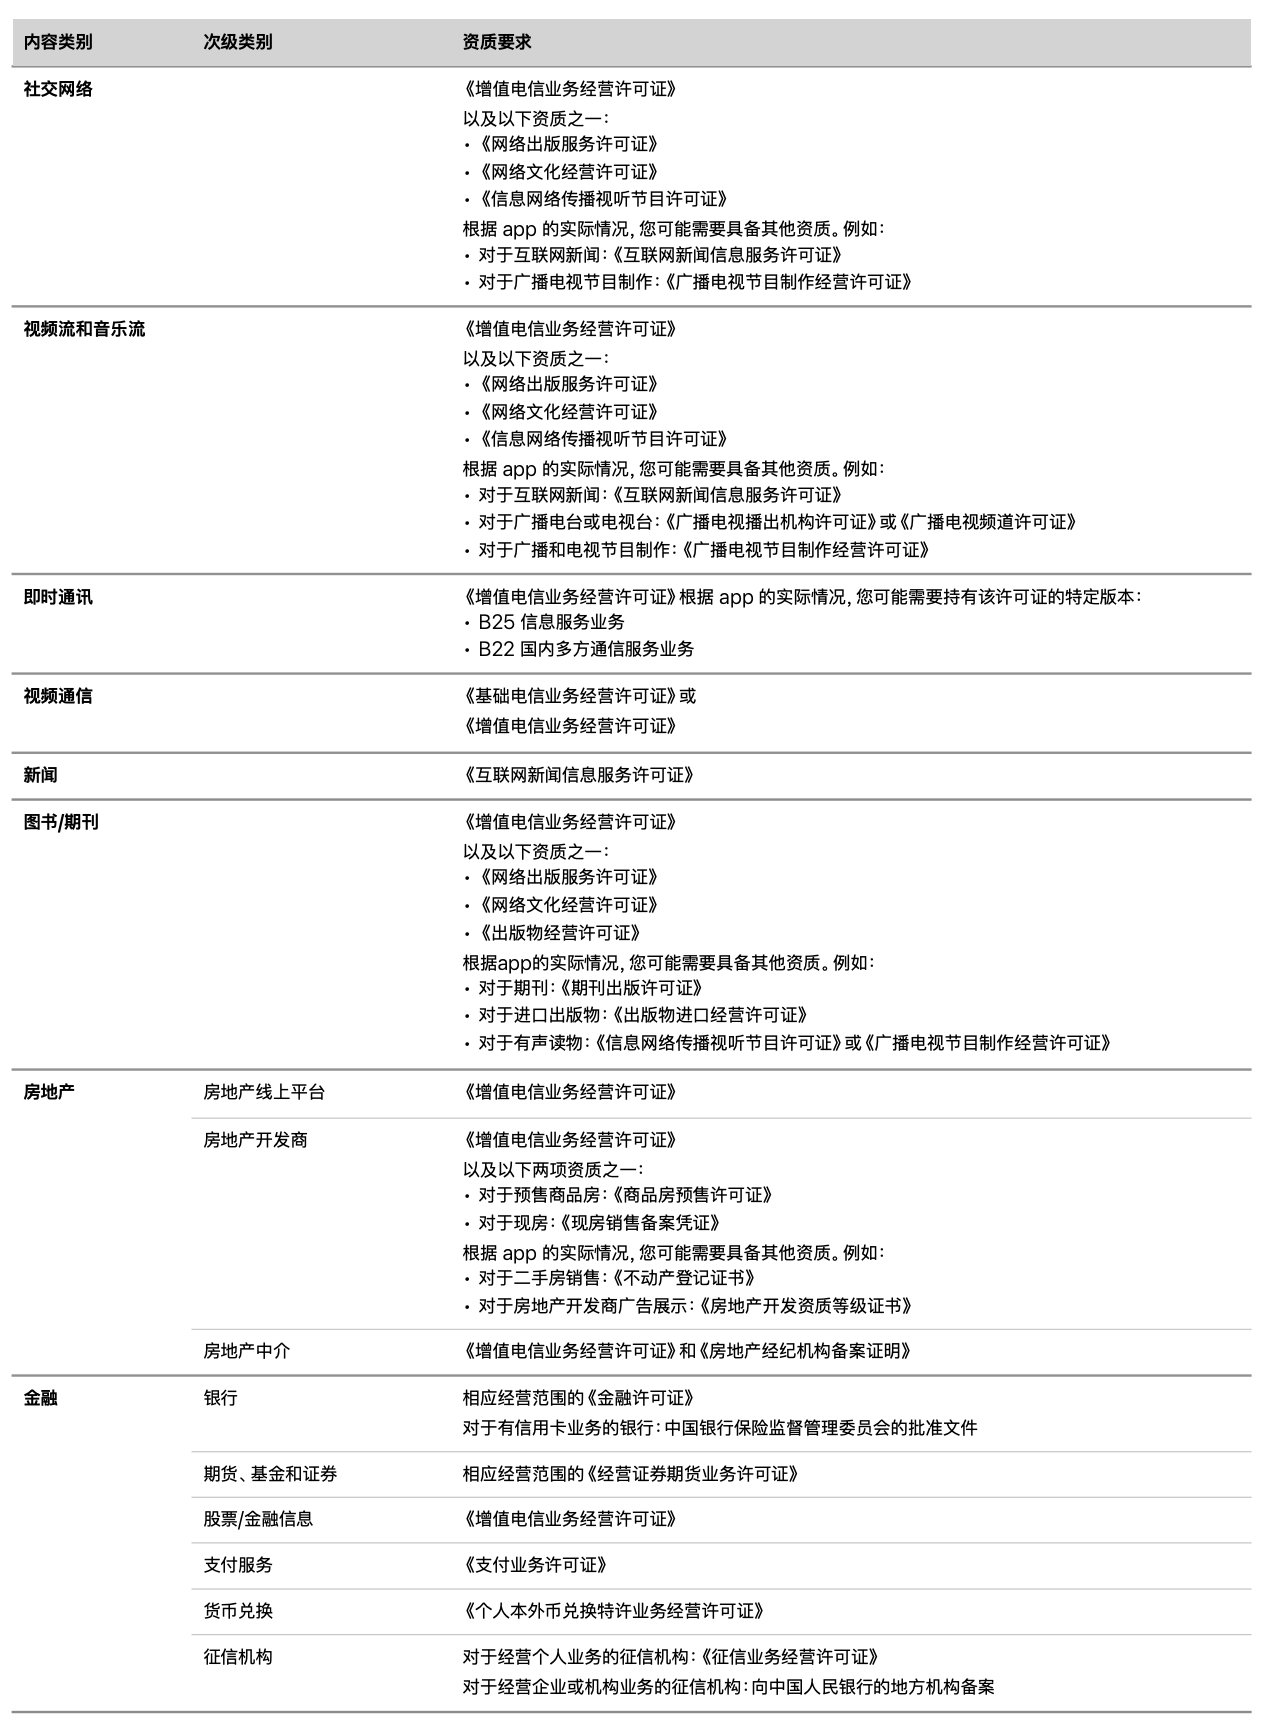 内容类别 次级类别 资质要求
社交网络 《增值电信业务经营许可证》
以及以下资质之一：
• 《网络出版服务许可证》
• 《网络文化经营许可证》
• 《信息网络传播视听节目许可证》
根据 app 的实际情况，您可能需要具备其他资质。例如：
• 对于互联网新闻：《互联网新闻信息服务许可证》
• 对于广播电视节目制作：《广播电视节目制作经营许可证》
视频流和音乐流 《增值电信业务经营许可证》
以及以下资质之一：
• 《网络出版服务许可证》
• 《网络文化经营许可证》
• 《信息网络传播视听节目许可证》
根据 app 的实际情况，您可能需要具备其他资质。例如：
• 对于互联网新闻：《互联网新闻信息服务许可证》
• 对于广播电台或电视台：《广播电视播出机构许可证》或《广播电视频道许可证》
• 对于广播和电视节目制作：《广播电视节目制作经营许可证》
即时通讯 《增值电信业务经营许可证》根据 app 的实际情况，您可能需要持有该许可证的特定版本：
• B25 信息服务业务
• B22 国内多方通信服务业务
视频通信 《基础电信业务经营许可证》或
《增值电信业务经营许可证》
新闻 《互联网新闻信息服务许可证》
图书/期刊 《增值电信业务经营许可证》
以及以下资质之一：
• 《网络出版服务许可证》
• 《网络文化经营许可证》
• 《出版物经营许可证》
根据app的实际情况，您可能需要具备其他资质。例如：
• 对于期刊：《期刊出版许可证》
• 对于进口出版物：《出版物进口经营许可证》
• 对于有声读物：《信息网络传播视听节目许可证》或《广播电视节目制作经营许可证》
房地产 房地产线上平台 《增值电信业务经营许可证》
房地产开发商 《增值电信业务经营许可证》
以及以下两项资质之一：
• 对于预售商品房：《商品房预售许可证》
• 对于现房：《现房销售备案凭证》
根据 app 的实际情况，您可能需要具备其他资质。例如：
• 对于二手房销售：《不动产登记证书》
• 对于房地产开发商广告展示：《房地产开发资质等级证书》
房地产中介 《增值电信业务经营许可证》和《房地产经纪机构备案证明》
金融 银行 相应经营范围的《金融许可证》
对于有信用卡业务的银行：中国银行保险监督管理委员会的批准文件
期货、基金和证券 相应经营范围的《经营证券期货业务许可证》
股票/金融信息 《增值电信业务经营许可证》
支付服务 《支付业务许可证》
货币兑换 《个人本外币兑换特许业务经营许可证》
征信机构 对于经营个人业务的征信机构：《征信业务经营许可证》
对于经营企业或机构业务的征信机构：向中国人民银行的地方机构备案